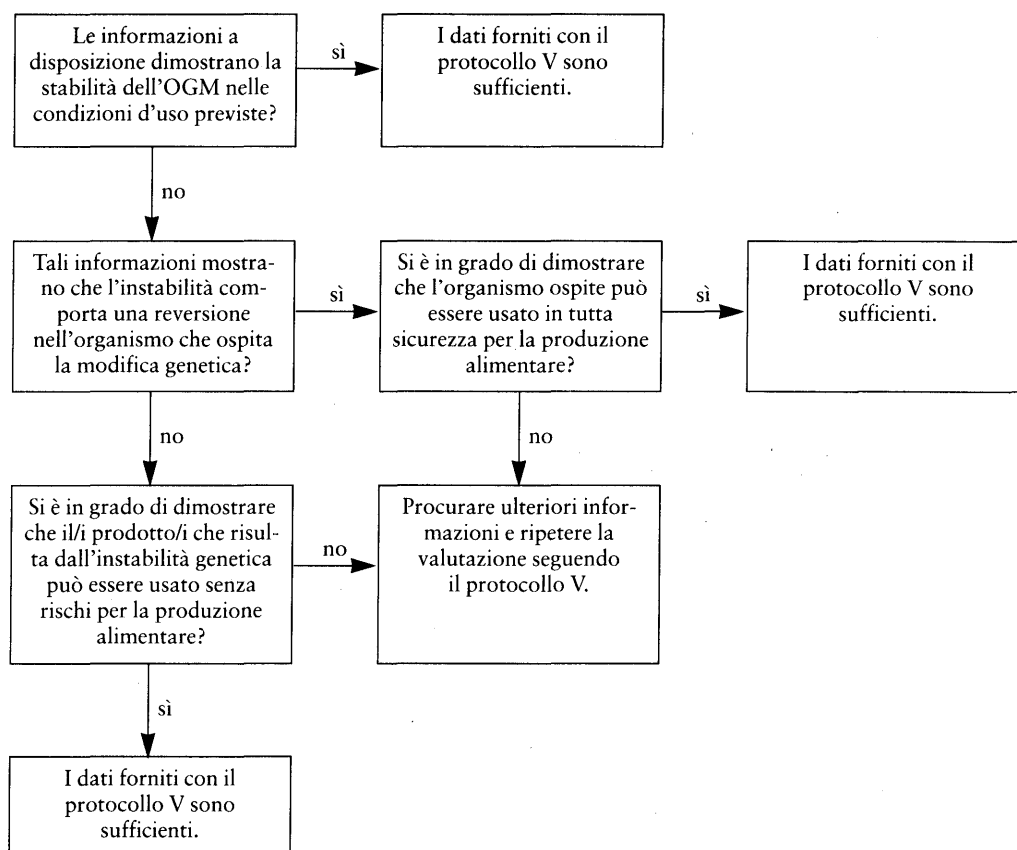 Le informazioni a
disposizione dimostrano la
stabilità dell'OGM nelle
condizioni d'uso previste?
sì
I dati forniti con il
protocollo V sono
sufficienti.
no
Tali informazioni mostra-
no che l'instabilità com-
porta una reversione
nell'organismo che ospita
la modifica genetica?
sì
Si è in grado di dimostrare
che l'organismo ospite può
essere usato in tutta
sicurezza per la produzione
alimentare?
sì
I dati forniti con il
protocollo V sono
sufficienti.
no
no
Si è in grado di dimostrare
che il/i prodotto/i che risul-
ta dall'instabilità genetica
può essere usato senza
rischi per la produzione
alimentare?
no
Procurare ulteriori infor-
mazioni e ripetere la
valutazione seguendo
il protocollo V.
sì
I dati forniti con il
protocollo V sono
sufficienti.